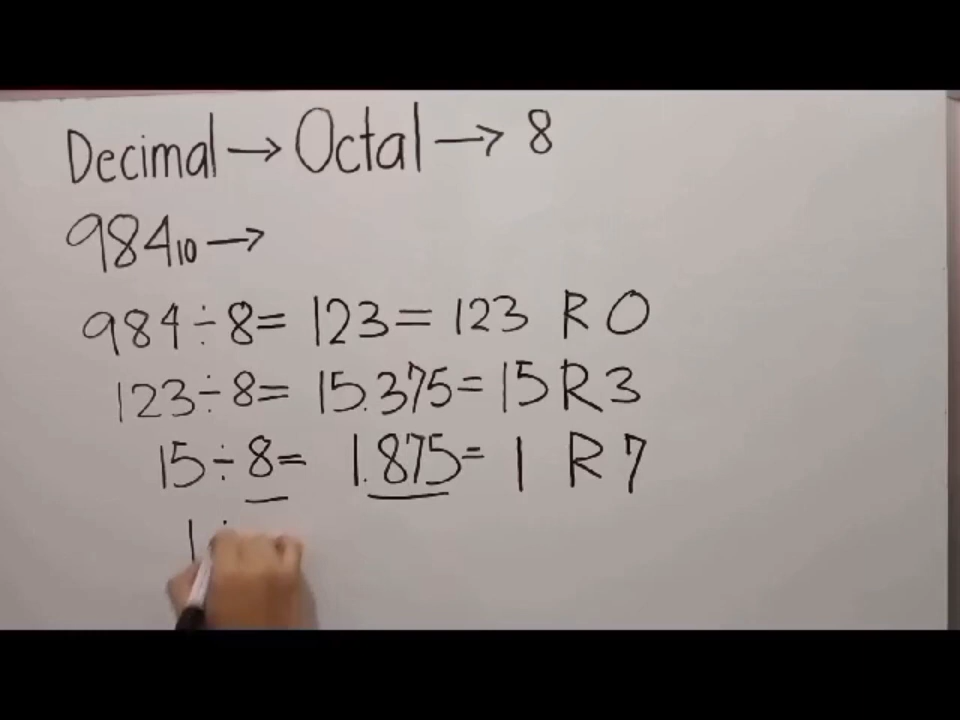 Decimal → Octal → 8
984₁₀ →
984 ÷ 8 = 123 = 123 R 0
123 ÷ 8 = 15.375 = 15 R 3
15 ÷ 8 = 1.875 = 1 R 7
1 ÷